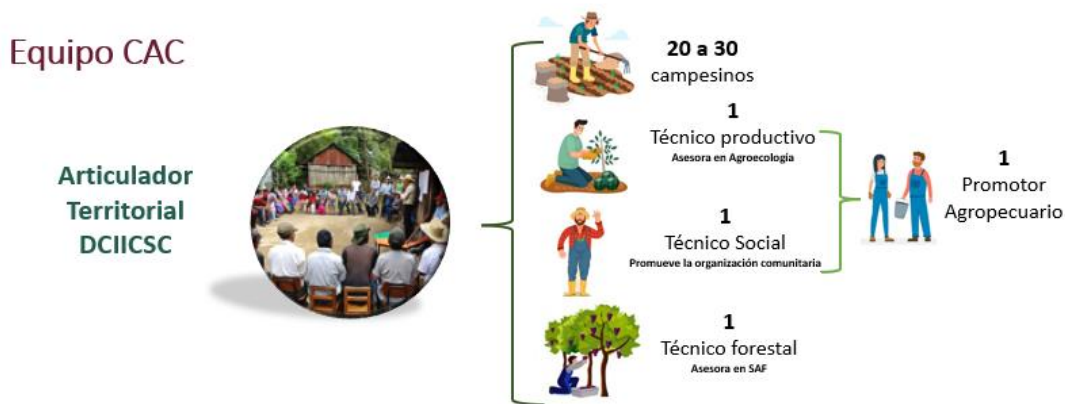 Equipo CAC
Articulador
Territorial
DCIICSC
20 a 30
campesinos
1
Técnico productivo
Asesora en Agroecología
1
Técnico Social
Promueve la organización comunitaria
1
Técnico forestal
Asesora en SAF
1
Promotor
Agropecuario